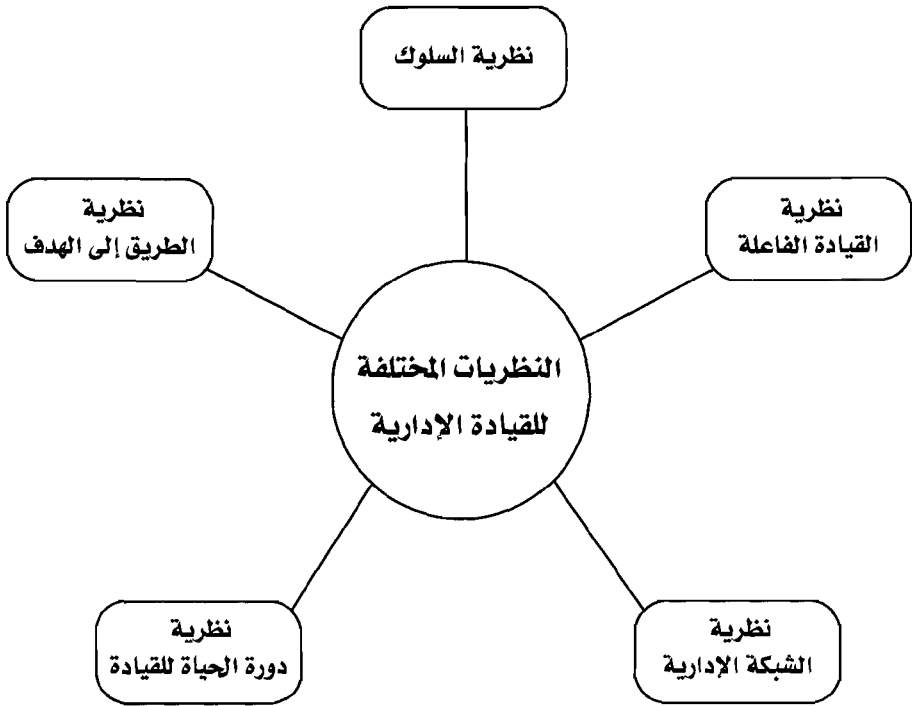 نظرية السلوك
نظرية
القيادة الفاعلة
نظرية
الطريق إلى الهدف
النظريات المختلفة
للقيادة الإدارية
نظرية
الشبكة الإدارية
نظرية
دورة الحياة للقيادة